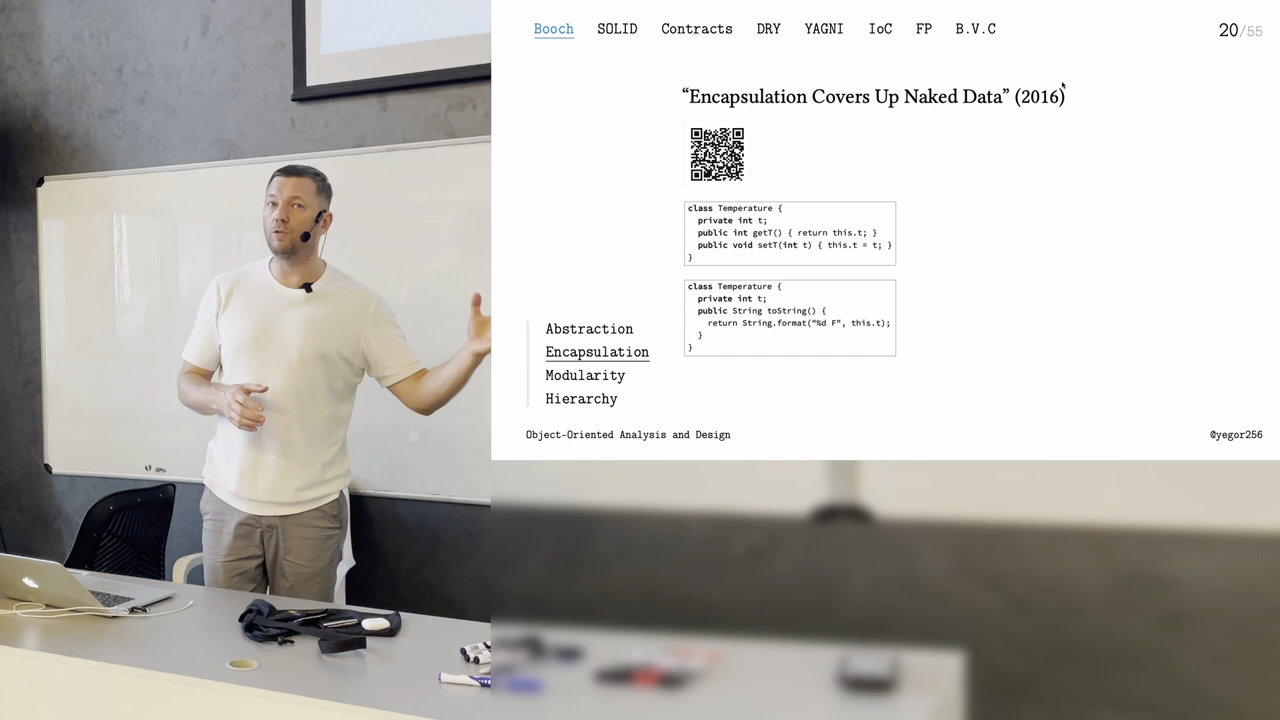 Booch SOLID Contracts DRY YAGNI IoC FP B.V.C
20/55
“Encapsulation Covers Up Naked Data” (2016)
class Temperature {
  private int t;
  public int getT() { return this.t; }
  public void setT(int t) { this.t = t; }
}
class Temperature {
  private int t;
  public String toString() {
    return String.format("%d F", this.t);
  }
}
Abstraction
Encapsulation
Modularity
Hierarchy
Object-Oriented Analysis and Design
@yegor256